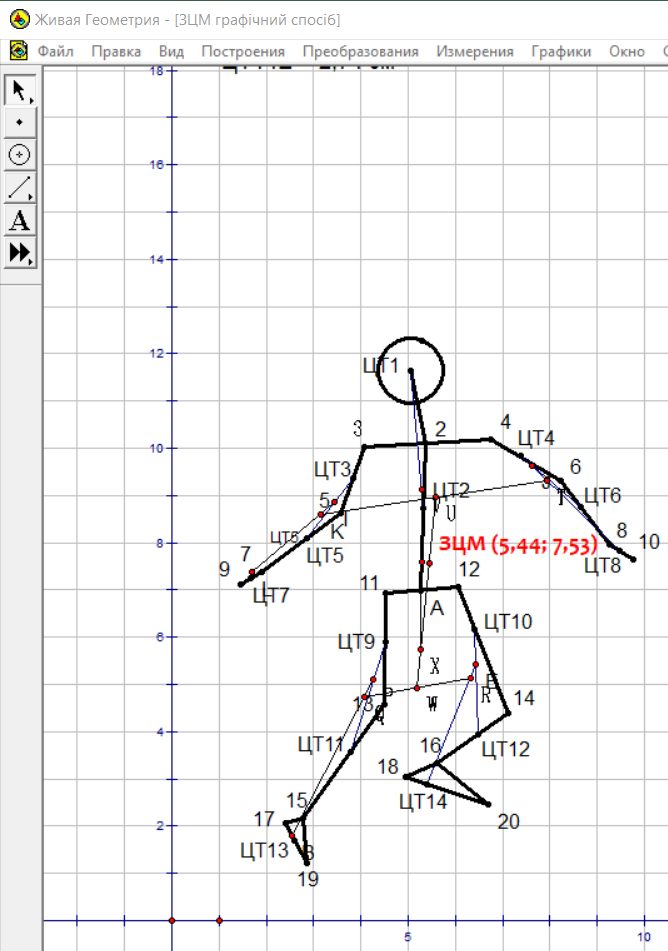 Живая Геометрия - [ЗЦМ графічний спосіб]
Файл Правка Вид Построения Преобразования Измерения Графики Окно
18
16
14
12
ЦТ1
3 2 4 ЦТ4
10
ЦТ3 6
5 ЦТ2 T ЦТ6
U
K
ЦТ5 8 10
7 ЗЦМ (5,44; 7,53)
9 ЦТ7 ЦТ8
11 12
A
6 ЦТ9 ЦТ10
X
13 W R 14
4
ЦТ11 16 ЦТ12
18
ЦТ14
15 20
17
2
ЦТ13
19
5 10